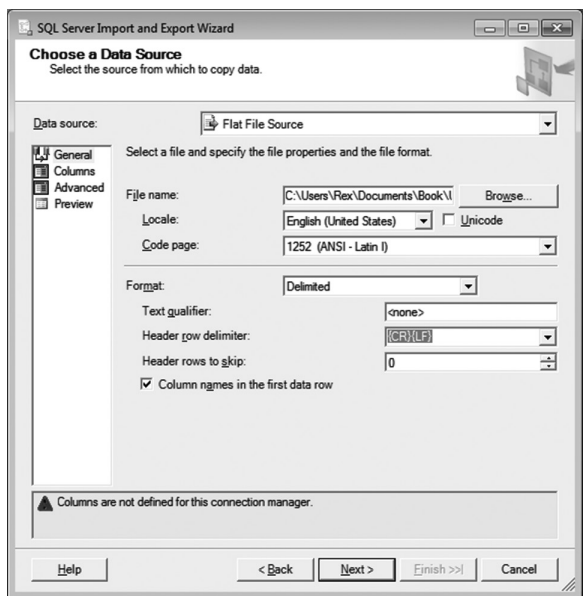 SQL Server Import and Export Wizard
Choose a Data Source
Select the source from which to copy data.
Data source: Flat File Source
General
Columns
Advanced
Preview
Select a file and specify the file properties and the file format.
File name: C:\Users\Rex\Documents\Book\ Browse...
Locale: English (United States) Unicode
Code page: 1252 (ANSI - Latin I)
Format: Delimited
Text qualifier: <none>
Header row delimiter: {CR}{LF}
Header rows to skip: 0
Column names in the first data row
Columns are not defined for this connection manager.
Help < Back Next > Finish >>| Cancel